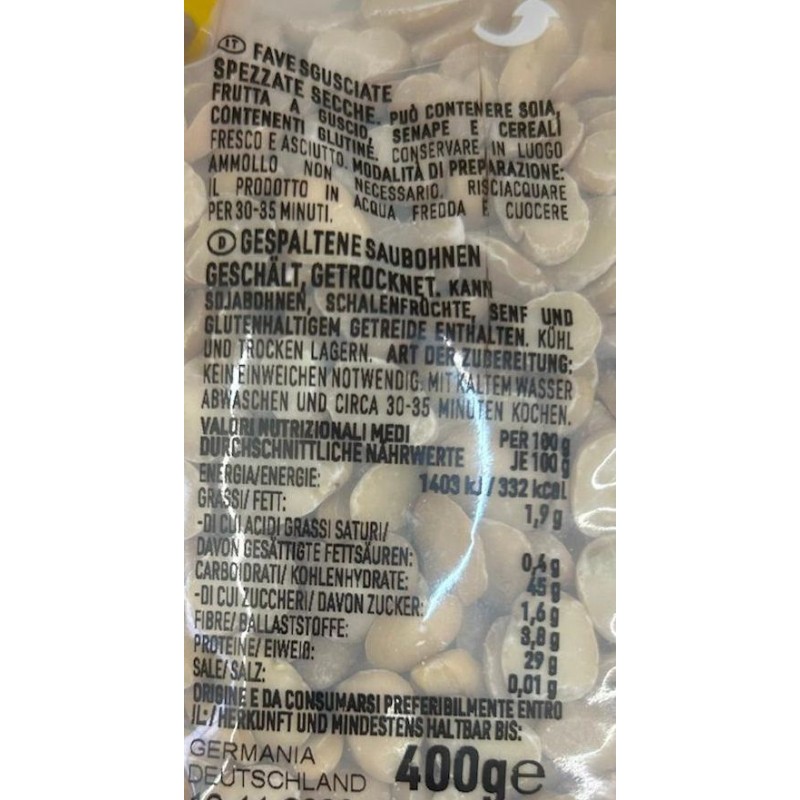 IT FAVE SGUSCIATE
SPEZZATE SECCHE. PUÒ CONTENERE SOIA,
FRUTTA A GUSCIO, SENAPE E CEREALI
CONTENENTI GLUTINE. CONSERVARE IN LUOGO
FRESCO E ASCIUTTO. MODALITÀ DI PREPARAZIONE:
AMMOLLO NON NECESSARIO. RISCIACQUARE
IL PRODOTTO IN ACQUA FREDDA E CUOCERE
PER 30-35 MINUTI.
D GESPALTENE SAUBOHNEN
GESCHÄLT, GETROCKNET. KANN
SOJABOHNEN, SCHALENFRÜCHTE, SENF UND
GLUTENHALTIGEM GETREIDE ENTHALTEN. KÜHL
UND TROCKEN LAGERN. ART DER ZUBEREITUNG:
KEIN EINWEICHEN NOTWENDIG. MIT KALTEM WASSER
ABWASCHEN UND CIRCA 30-35 MINUTEN KOCHEN.
VALORI NUTRIZIONALI MEDI PER 100 g
DURCHSCHNITTLICHE NÄHRWERTE JE 100 g
ENERGIA/ENERGIE: 1403 kJ/332 kcal
GRASSI/ FETT: 1,9 g
-DI CUI ACIDI GRASSI SATURI/
DAVON GESÄTTIGTE FETTSÄUREN: 0,4 g
CARBOIDRATI/ KOHLENHYDRATE: 45 g
-DI CUI ZUCCHERI/ DAVON ZUCKER: 1,6 g
FIBRE/ BALLASTSTOFFE: 3,8 g
PROTEINE/ EIWEIß: 29 g
SALE/ SALZ: 0,01 g
ORIGINE E DA CONSUMARSI PREFERIBILMENTE ENTRO
IL:/HERKUNFT UND MINDESTENS HALTBAR BIS:
GERMANIA
DEUTSCHLAND 400g e